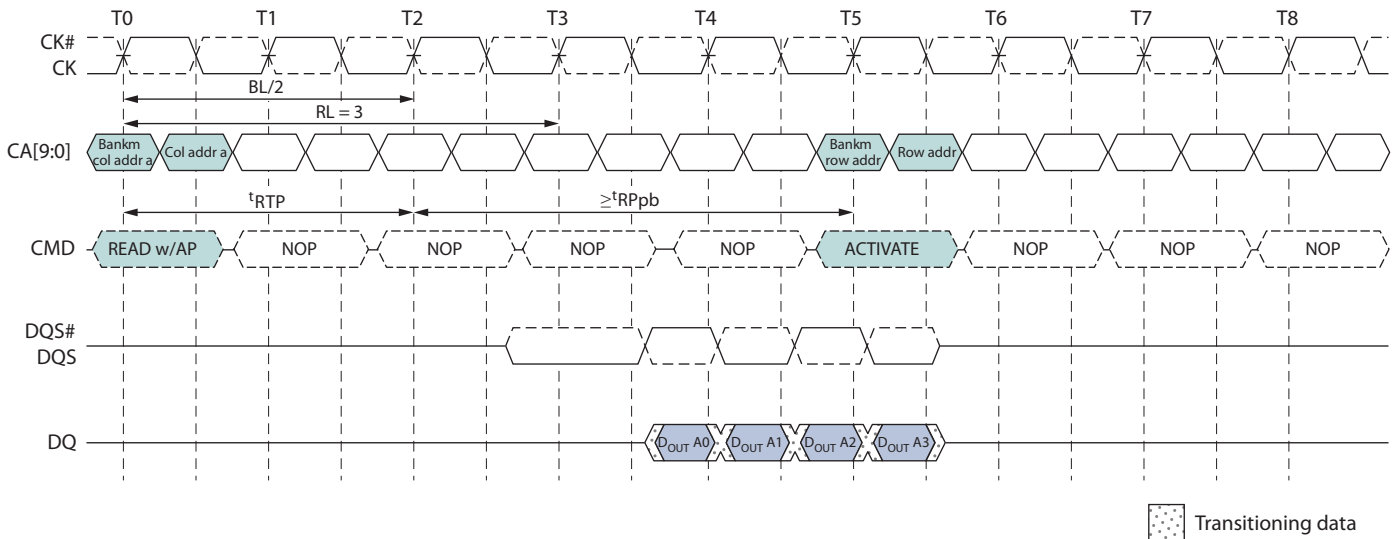 T0 T1 T2 T3 T4 T5 T6 T7 T8
CK#
CK
BL/2
RL = 3
CA[9:0]
Bankm
col addr a
Col addr a
Bankm
row addr
Row addr
tRTP
≥tRPpb
CMD
READ w/AP NOP NOP NOP NOP ACTIVATE NOP NOP NOP
DQS#
DQS
DQ
DOUT A0 DOUT A1 DOUT A2 DOUT A3
Transitioning data